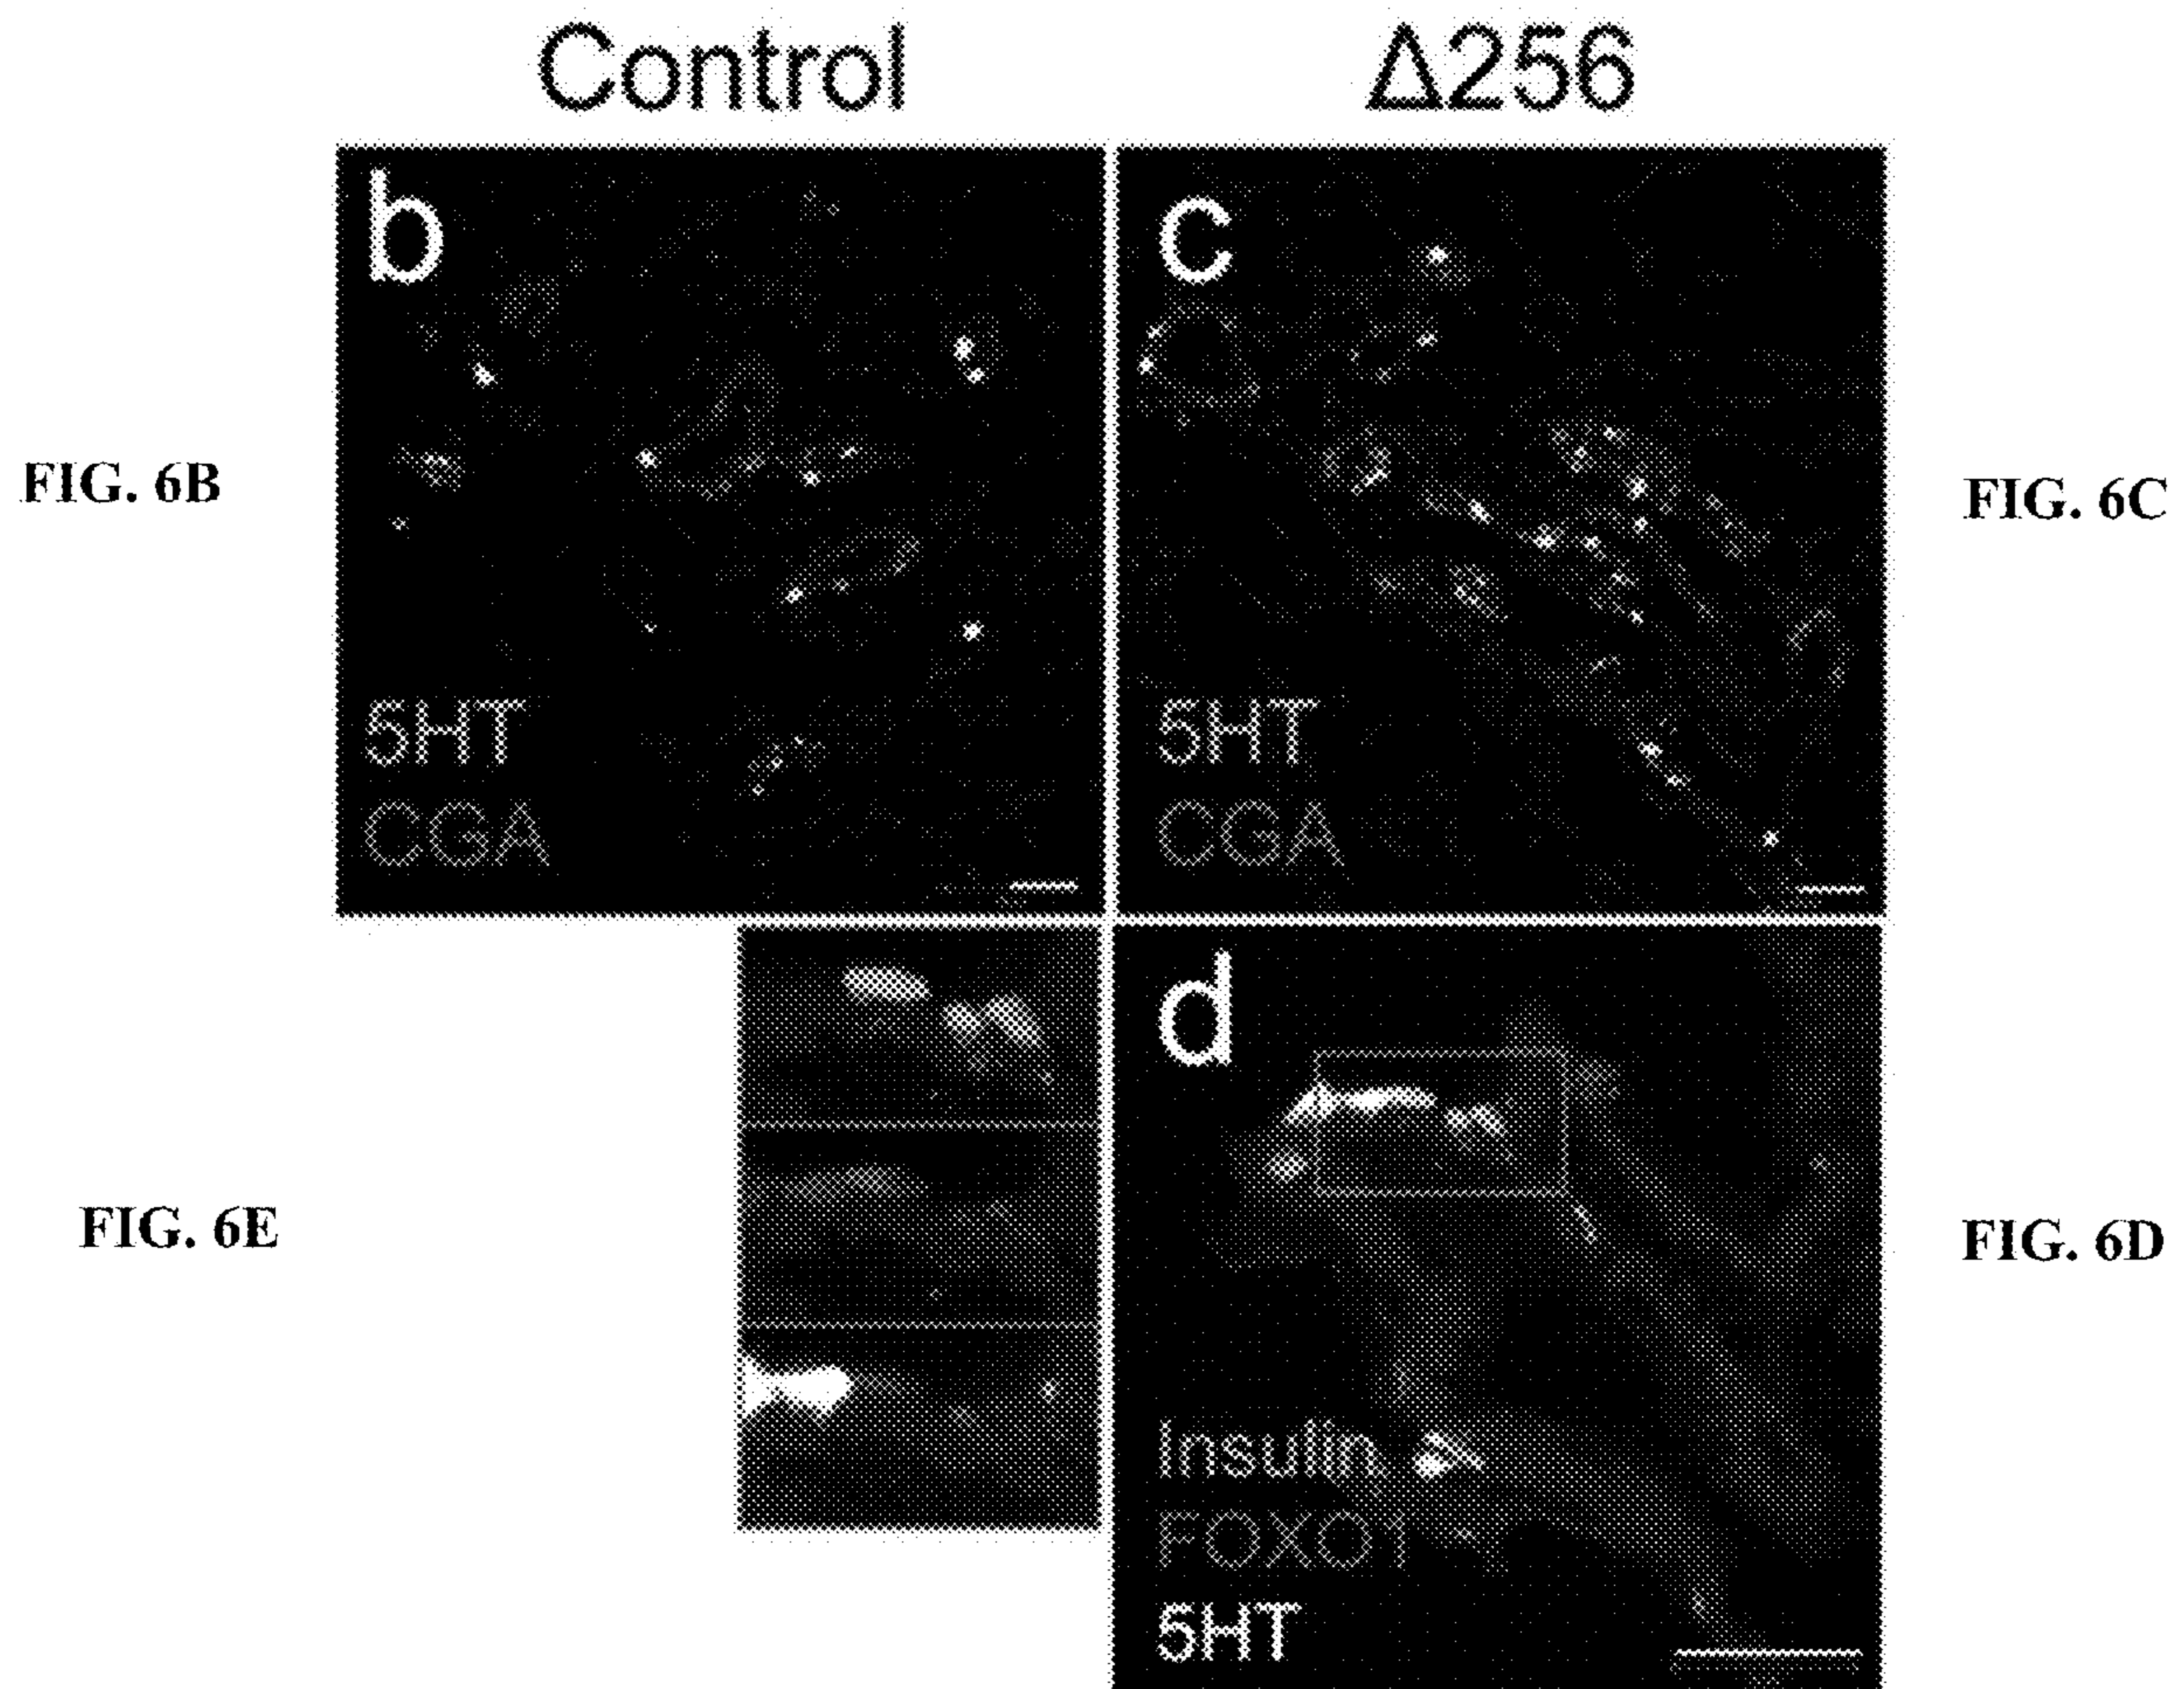 Control Δ256
b
c
FIG. 6B
FIG. 6C
5HT
CGA
5HT
CGA
d
FIG. 6E
FIG. 6D
Insulin
FOXO1
5HT